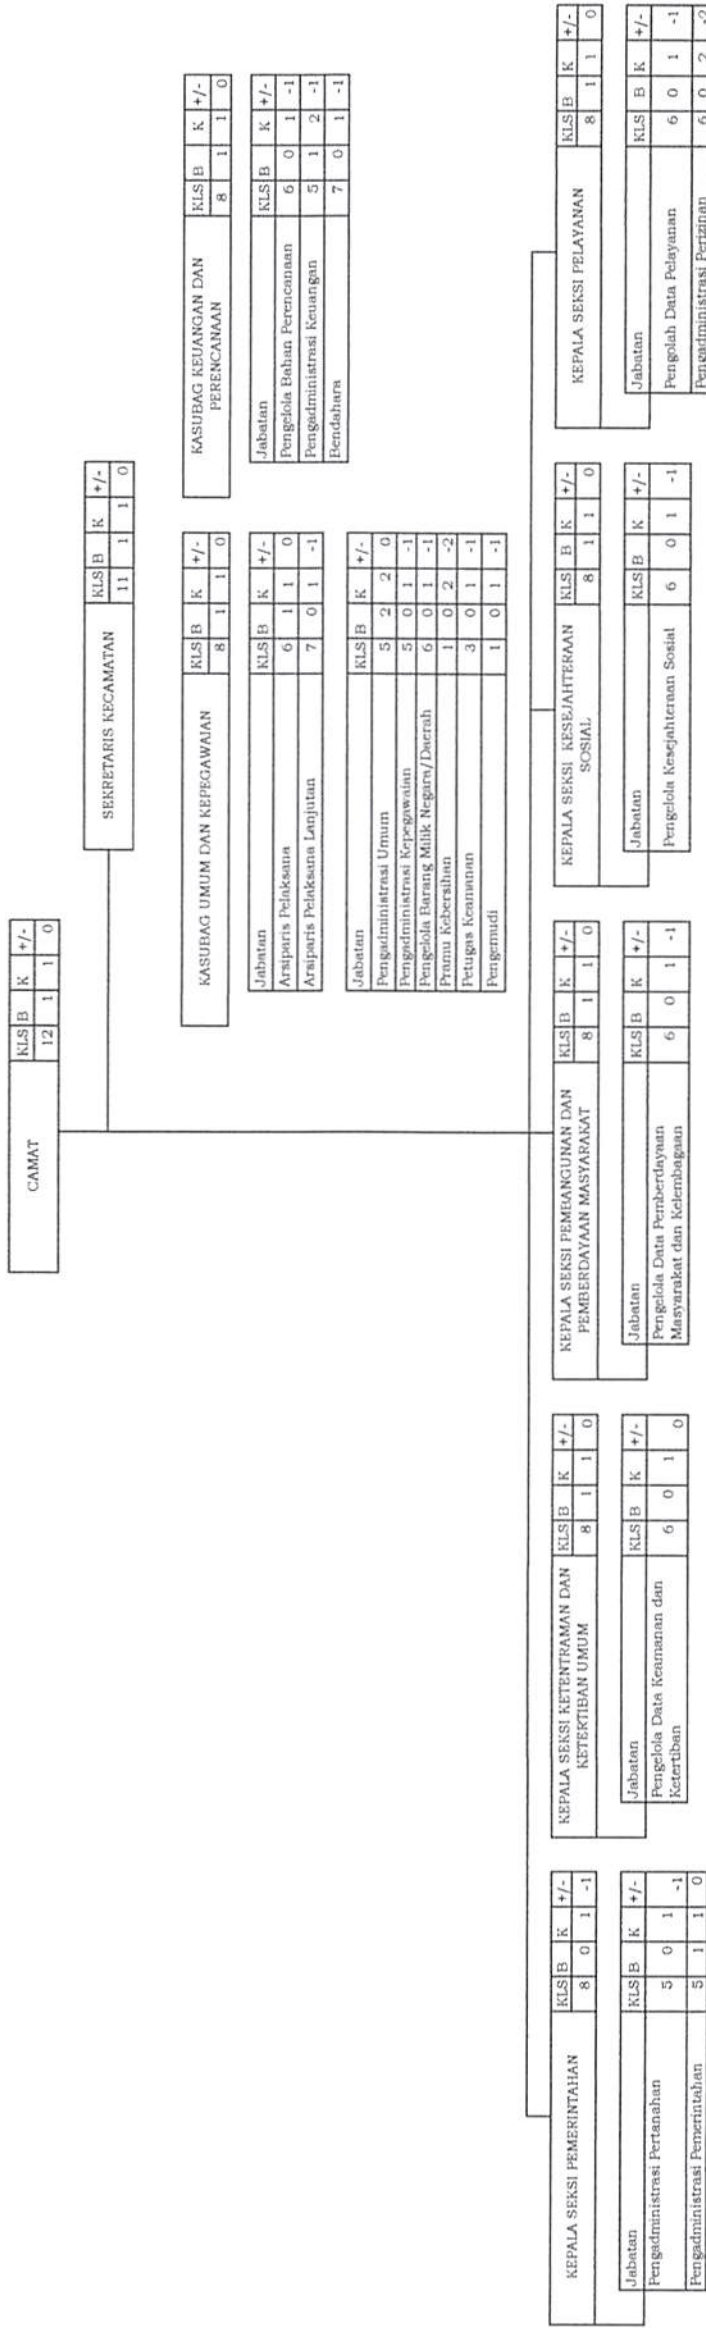 CAMAT
KLS B K +/-
12 1 1 0
SEKRETARIS KECAMATAN
KLS B K +/-
11 1 1 0
KASUBAG UMUM DAN KEPEGAWAIAN
KLS B K +/-
8 1 1 0
Jabatan KLS B K +/-
Arsiparis Pelaksana 6 1 1 0
Arsiparis Pelaksana Lanjutan 7 0 1 -1
Jabatan KLS B K +/-
Pengadministrasi Umum 5 2 2 0
Pengadministrasi Kepegawaian 5 0 1 -1
Pengelola Barang Milik Negara/Daerah 6 0 1 -1
Pramu Kebersihan 1 0 2 -2
Petugas Keamanan 3 0 1 -1
Pengemudi 1 0 1 -1
KASUBAG KEUANGAN DAN
PERENCANAAN
KLS B K +/-
8 1 1 0
Jabatan KLS B K +/-
Pengelola Bahan Perencanaan 6 0 1 -1
Pengadministrasi Keuangan 5 1 2 -1
Bendahara 7 0 1 -1
KEPALA SEKSI PEMERINTAHAN
KLS B K +/-
8 0 1 -1
Jabatan KLS B K +/-
Pengadministrasi Pertanahan 5 0 1 -1
Pengadministrasi Pemerintahan 5 1 1 0
KEPALA SEKSI KETENTRAMAN DAN
KETERTIBAN UMUM
KLS B K +/-
8 1 1 0
Jabatan KLS B K +/-
Pengelola Data Keamanan dan
Ketertiban 6 0 1 0
KEPALA SEKSI PEMBANGUNAN DAN
PEMBERDAYAAN MASYARAKAT
KLS B K +/-
8 1 1 0
Jabatan KLS B K +/-
Pengelola Data Pemberdayaan
Masyarakat dan Kelembagaan 6 0 1 -1
KEPALA SEKSI KESEJAHTERAAN
SOSIAL
KLS B K +/-
8 1 1 0
Jabatan KLS B K +/-
Pengelola Kesejahteraan Sosial 6 0 1 -1
KEPALA SEKSI PELAYANAN
KLS B K +/-
8 1 1 0
Jabatan KLS B K +/-
Pengolah Data Pelayanan 6 0 1 -1
Pengadministrasi Perizinan 6 0 2 -2